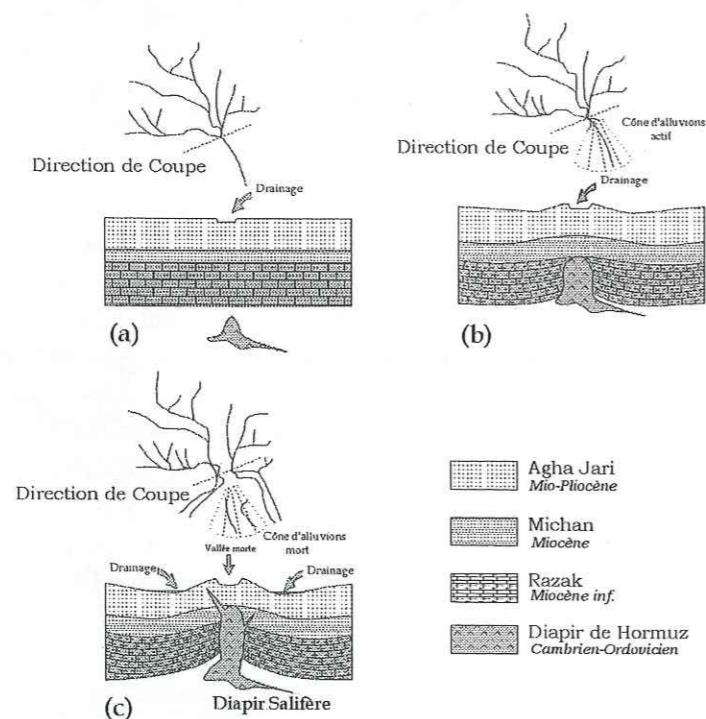 Direction de Coupe
Drainage
(a)
Cône d'alluvions
actif
Direction de Coupe
Drainage
(b)
Direction de Coupe
Cône d'alluvions
mort
Vallée morte
Drainage
Drainage
Diapir Salifère
(c)
Agha Jari
Mio-Pliocène
Michan
Miocène
Razak
Miocène inf.
Diapir de Hormuz
Cambrien-Ordovicien